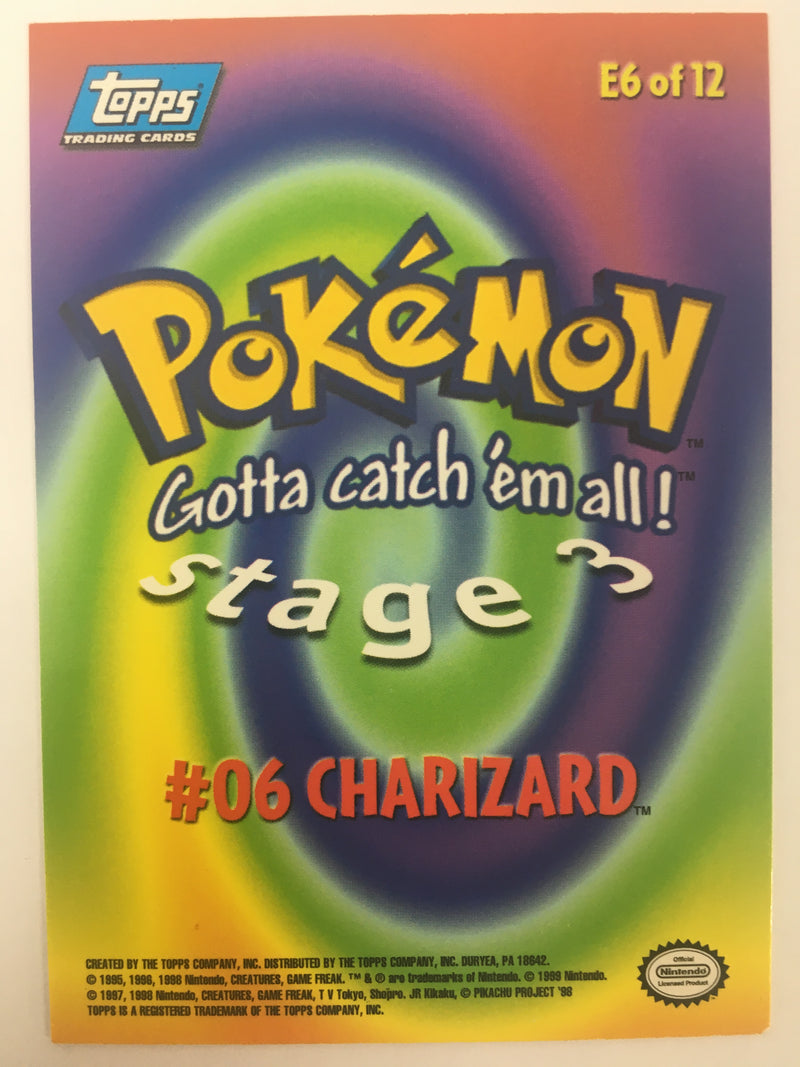 topps
TRADING CARDS
E6 of 12
POKéMON
TM
Gotta catch 'em all!
TM
stage 3
#06 CHARIZARD
TM
CREATED BY THE TOPPS COMPANY, INC. DISTRIBUTED BY THE TOPPS COMPANY, INC. DURYEA, PA 18642.
© 1995, 1996, 1998 Nintendo, CREATURES, GAME FREAK. ™ & ® are trademarks of Nintendo. © 1999 Nintendo.
© 1997, 1998 Nintendo, CREATURES, GAME FREAK, T V Tokyo, Shopro. JR Kikaku, © PIKACHU PROJECT '98
TOPPS IS A REGISTERED TRADEMARK OF THE TOPPS COMPANY, INC.
Official
Nintendo
Licensed Product